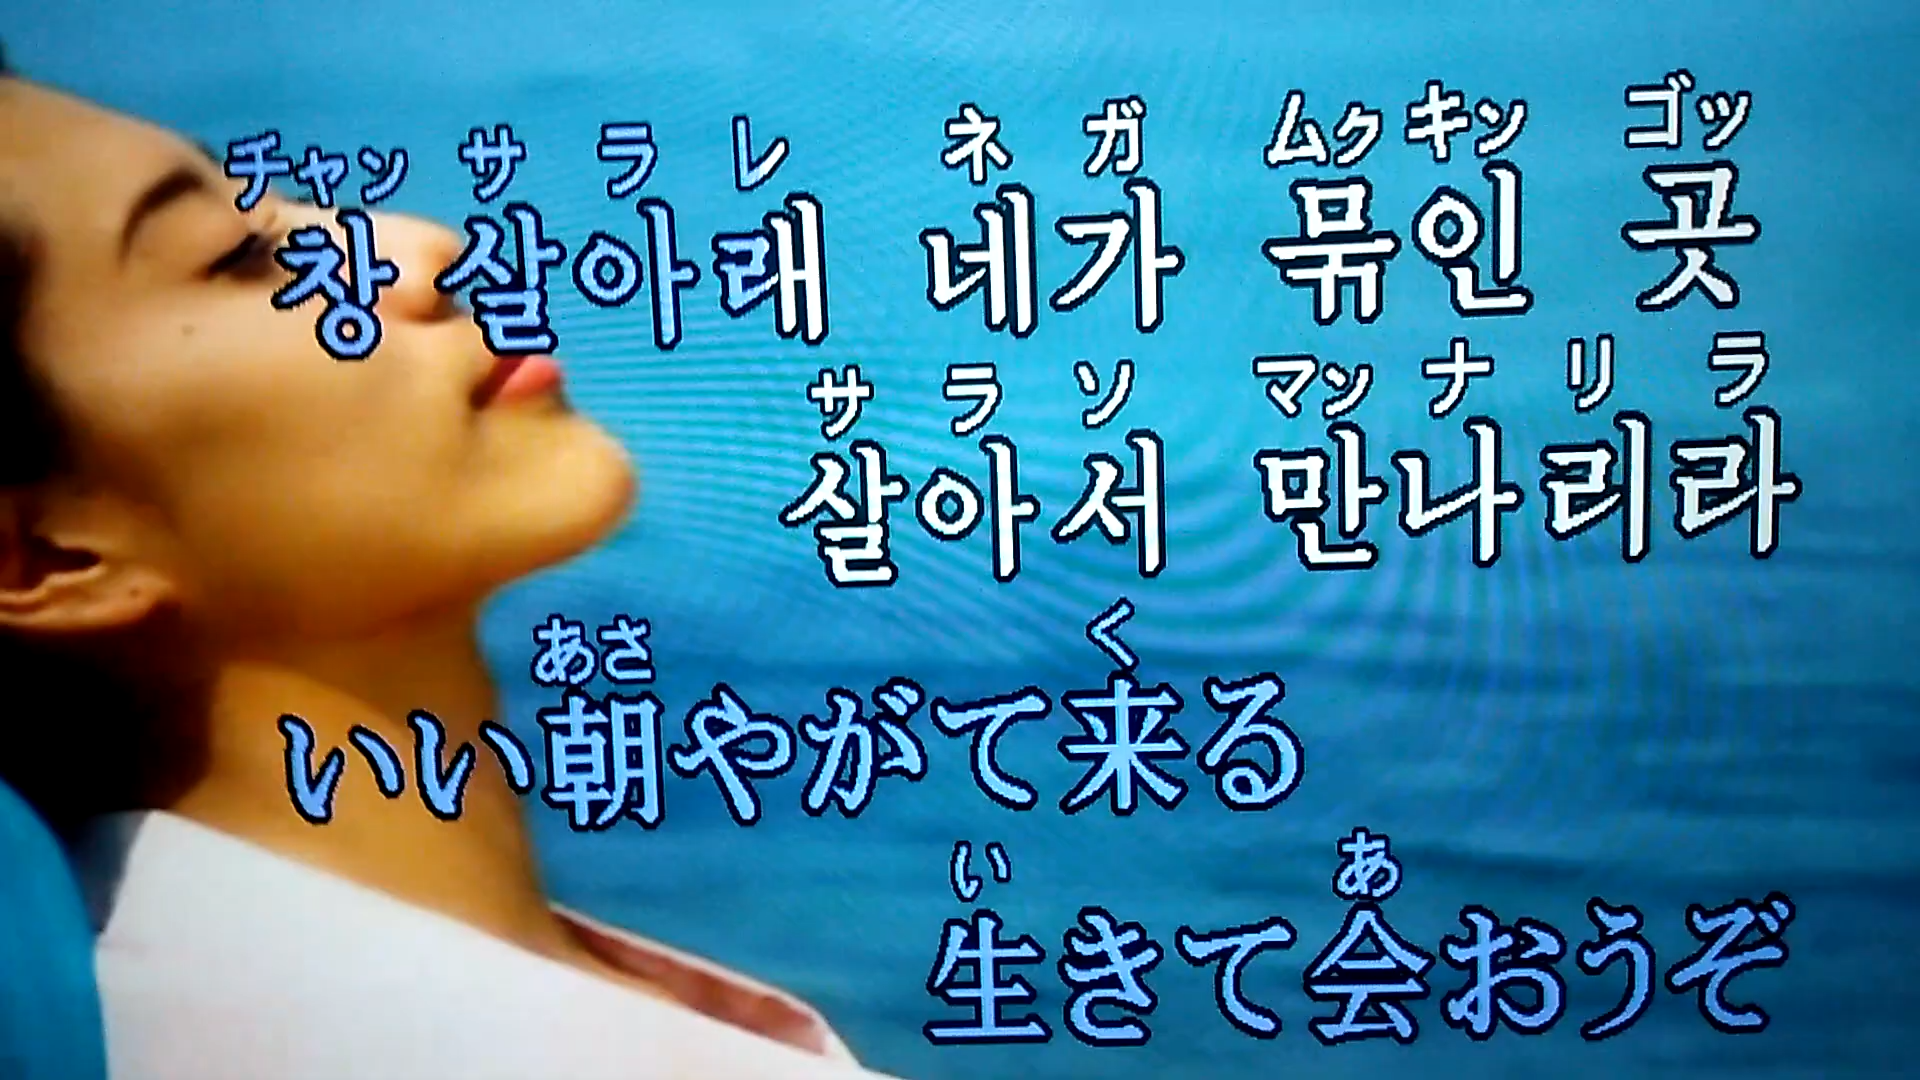 チャン サ ラ レ ネ ガ ムク キン ゴッ
창 살아래 네가 묶인 곳
サ ラ ソ マン ナ リ ラ
살아서 만나리라
あさ く
いい朝やがて来る
い あ
生きて会おうぞ